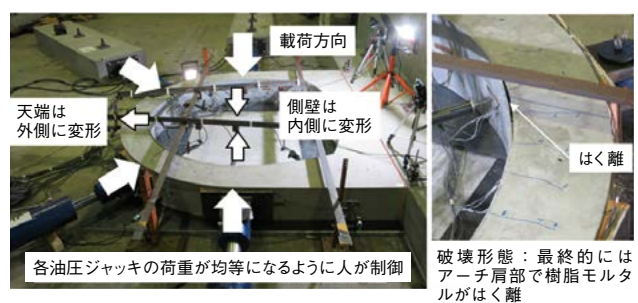 載荷方向
天端は
外側に変形
側壁は
内側に変形
はく離
各油圧ジャッキの荷重が均等になるように人が制御
破壊形態：最終的には
アーチ肩部で樹脂モルタ
ルがはく離